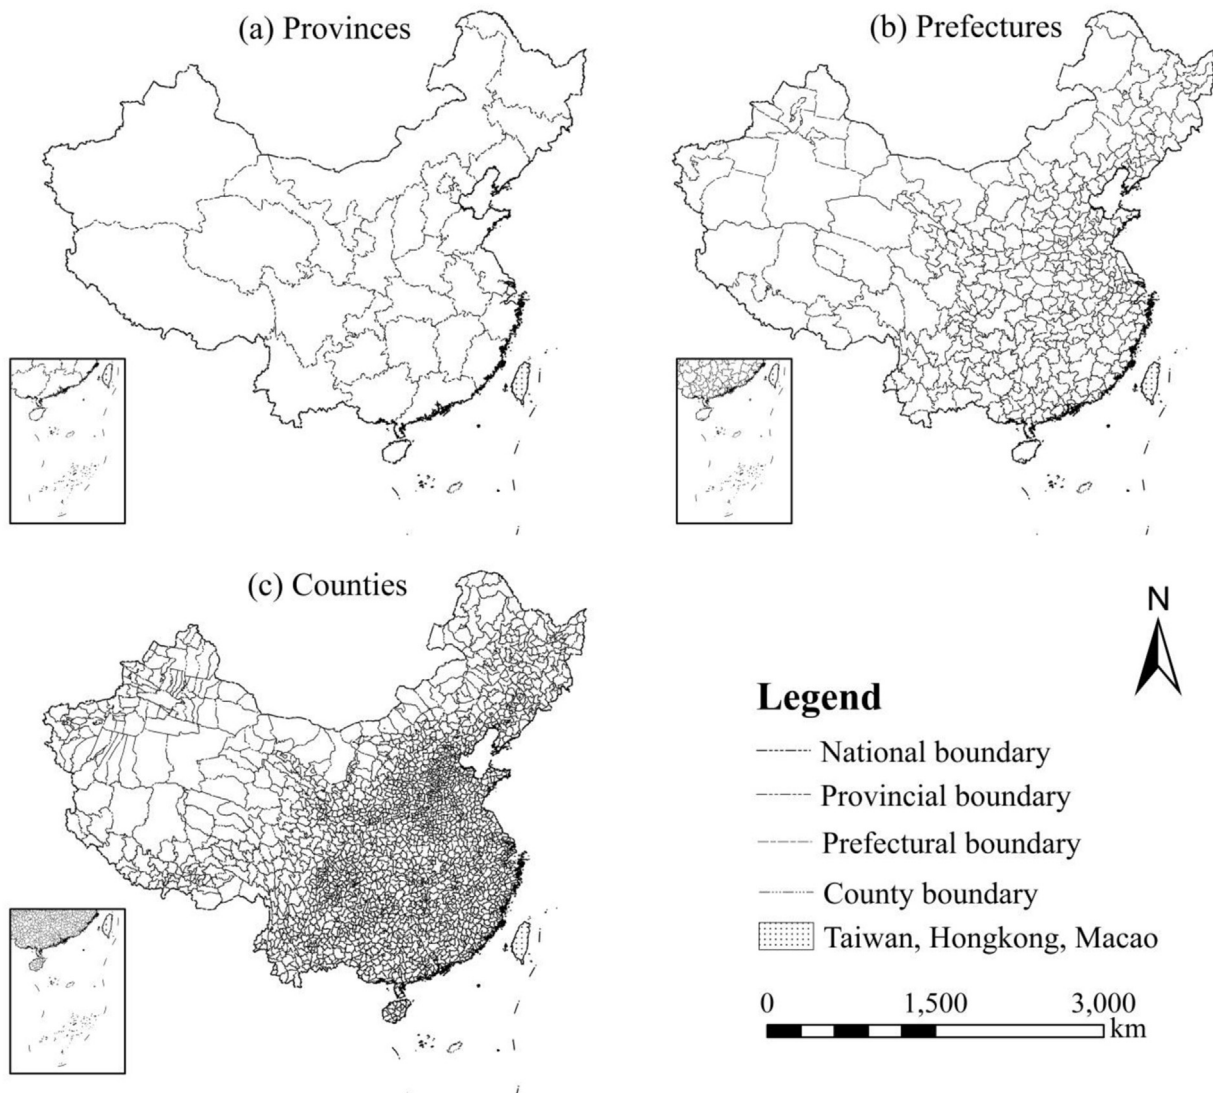 (a) Provinces
(b) Prefectures
(c) Counties
N
Legend
National boundary
Provincial boundary
Prefectural boundary
County boundary
Taiwan, Hongkong, Macao
0 1,500 3,000
km